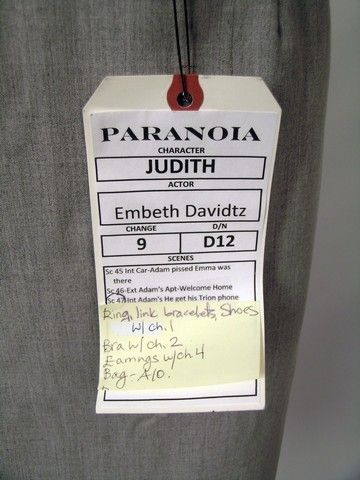 PARANOIA
CHARACTER
JUDITH
ACTOR
Embeth Davidtz
CHANGE D/N
9 D12
SCENES
Sc 45 Int Car-Adam pissed Emma was
there
Sc 46-Ext Adam's Apt-Welcome Home
Sc 47 Int Adam's He get his Trion phone
Ring, link bracelets, Shoes
w/ ch. 1
Bra w/ ch. 2
Earrings w/ch 4
Bag - A/O.